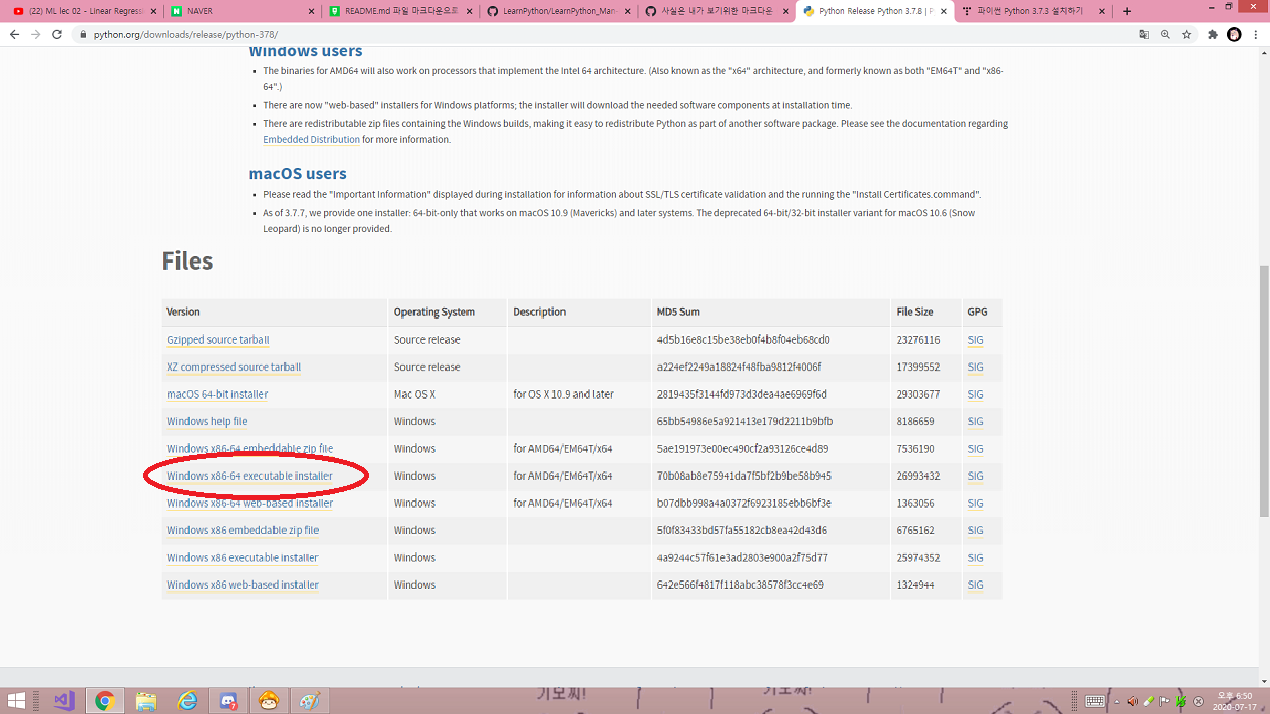 (22) ML lec 02 - Linear Regress
NAVER
README.md 파일 마크다운으로
LearnPython/LearnPython_Man
사실은 내가 보기위한 마크다운
Python Release Python 3.7.8 | P
파이썬 Python 3.7.3 설치하기
python.org/downloads/release/python-378/
Windows users
The binaries for AMD64 will also work on processors that implement the Intel 64 architecture. (Also known as the "x64" architecture, and formerly known as both "EM64T" and "x86-
64".)
There are now "web-based" installers for Windows platforms; the installer will download the needed software components at installation time.
There are redistributable zip files containing the Windows builds, making it easy to redistribute Python as part of another software package. Please see the documentation regarding
Embedded Distribution for more information.
macOS users
Please read the "Important Information" displayed during installation for information about SSL/TLS certificate validation and the running the "Install Certificates.command".
As of 3.7.7, we provide one installer: 64-bit-only that works on macOS 10.9 (Mavericks) and later systems. The deprecated 64-bit/32-bit installer variant for macOS 10.6 (Snow
Leopard) is no longer provided.
Files
Version Operating System Description MD5 Sum File Size GPG
Gzipped source tarball Source release 4d5b16e8c15be38eb0f4b8f04eb68cd0 23276116 SIG
XZ compressed source tarball Source release a224ef2249a18824f48fba9812f4006f 17399552 SIG
macOS 64-bit installer Mac OS X for OS X 10.9 and later 2819435f3144fd973d3dea4ae6969f6d 29303677 SIG
Windows help file Windows 65bb54986e5a921413e179d2211b9bfb 8186659 SIG
Windows x86-64 embeddable zip file Windows for AMD64/EM64T/x64 5ae191973e00ec490cf2a93126ce4d89 7536190 SIG
Windows x86-64 executable installer Windows for AMD64/EM64T/x64 70b08ab8e75941da7f5bf2b9be58b945 26993432 SIG
Windows x86-64 web-based installer Windows for AMD64/EM64T/x64 b07dbb998a4a0372f6923185ebb6bf3e 1363056 SIG
Windows x86 embeddable zip file Windows 5f0f83433bd57fa55182cb8ea42d43d6 6765162 SIG
Windows x86 executable installer Windows 4a9244c57f61e3ad2803e900a2f75d77 25974352 SIG
Windows x86 web-based installer Windows 642e566f4817f118abc38578f3cc4e69 1324944 SIG
기모찌!
오후 6:50
2020-07-17